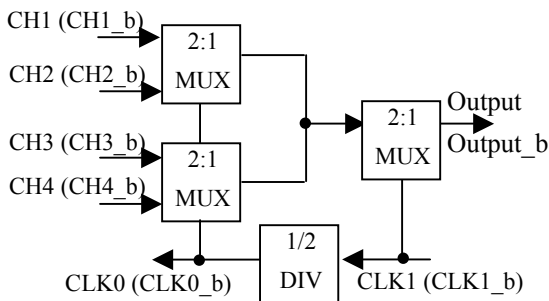 CH1 (CH1_b)
2:1
MUX
CH2 (CH2_b)
CH3 (CH3_b)
2:1
MUX
CH4 (CH4_b)
2:1
MUX
Output
Output_b
1/2
DIV
CLK0 (CLK0_b)
CLK1 (CLK1_b)